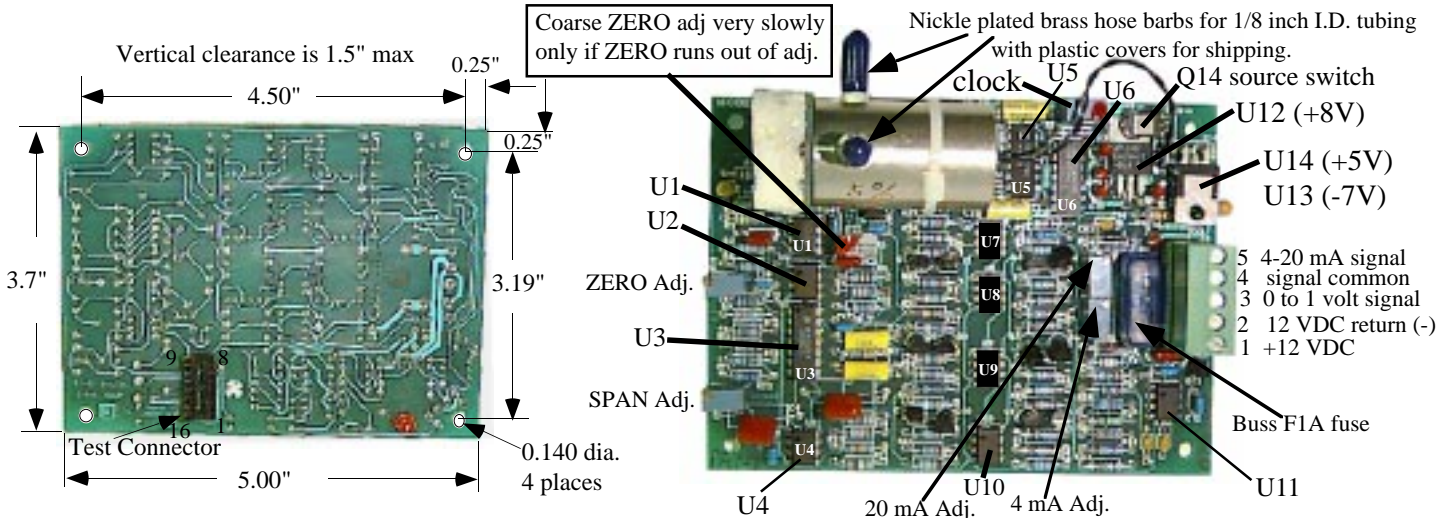 Vertical clearance is 1.5" max
0.25"
4.50"
0.25"
3.7"
3.19"
9
8
16
1
Test Connector
5.00"
0.140 dia.
4 places
Coarse ZERO adj very slowly
only if ZERO runs out of adj.
Nickle plated brass hose barbs for 1/8 inch I.D. tubing
with plastic covers for shipping.
clock
U5
U6
Q14 source switch
U12 (+8V)
U14 (+5V)
U13 (-7V)
U1
U2
ZERO Adj.
U3
SPAN Adj.
U4
U5
U6
U1
U7
U8
U3
U9
U4
5 4-20 mA signal
4 signal common
3 0 to 1 volt signal
2 12 VDC return (-)
1 +12 VDC
Buss F1A fuse
U10
20 mA Adj.
4 mA Adj.
U11